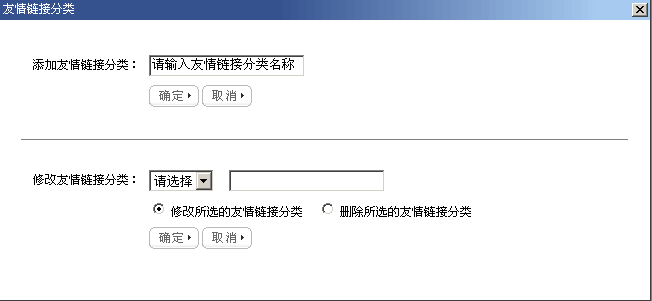 友情链接分类
添加友情链接分类： 请输入友情链接分类名称
确定 取消
修改友情链接分类： 请选择
修改所选的友情链接分类 删除所选的友情链接分类
确定 取消